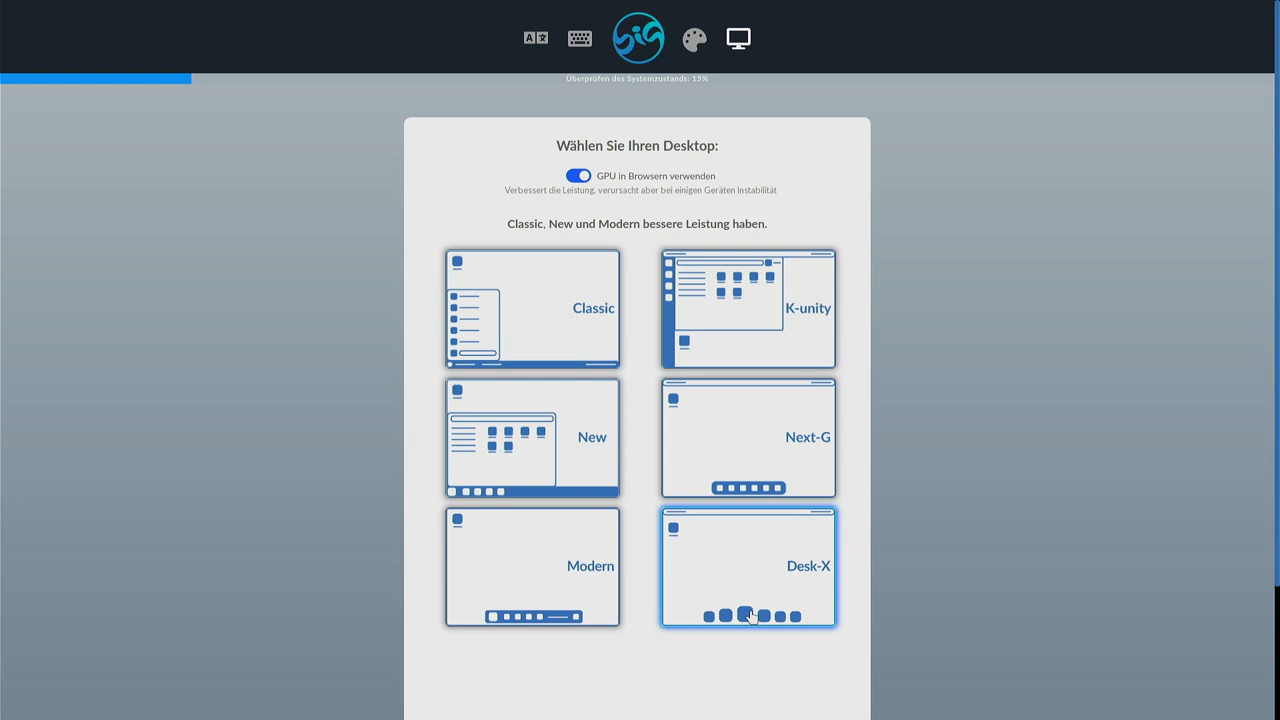 A
BIG
Überprüfen des Systemzustands: 15%
Wählen Sie Ihren Desktop:
GPU in Browsern verwenden
Verbessert die Leistung, verursacht aber bei einigen Geräten Instabilität
Classic, New und Modern bessere Leistung haben.
Classic
K-unity
New
Next-G
Modern
Desk-X